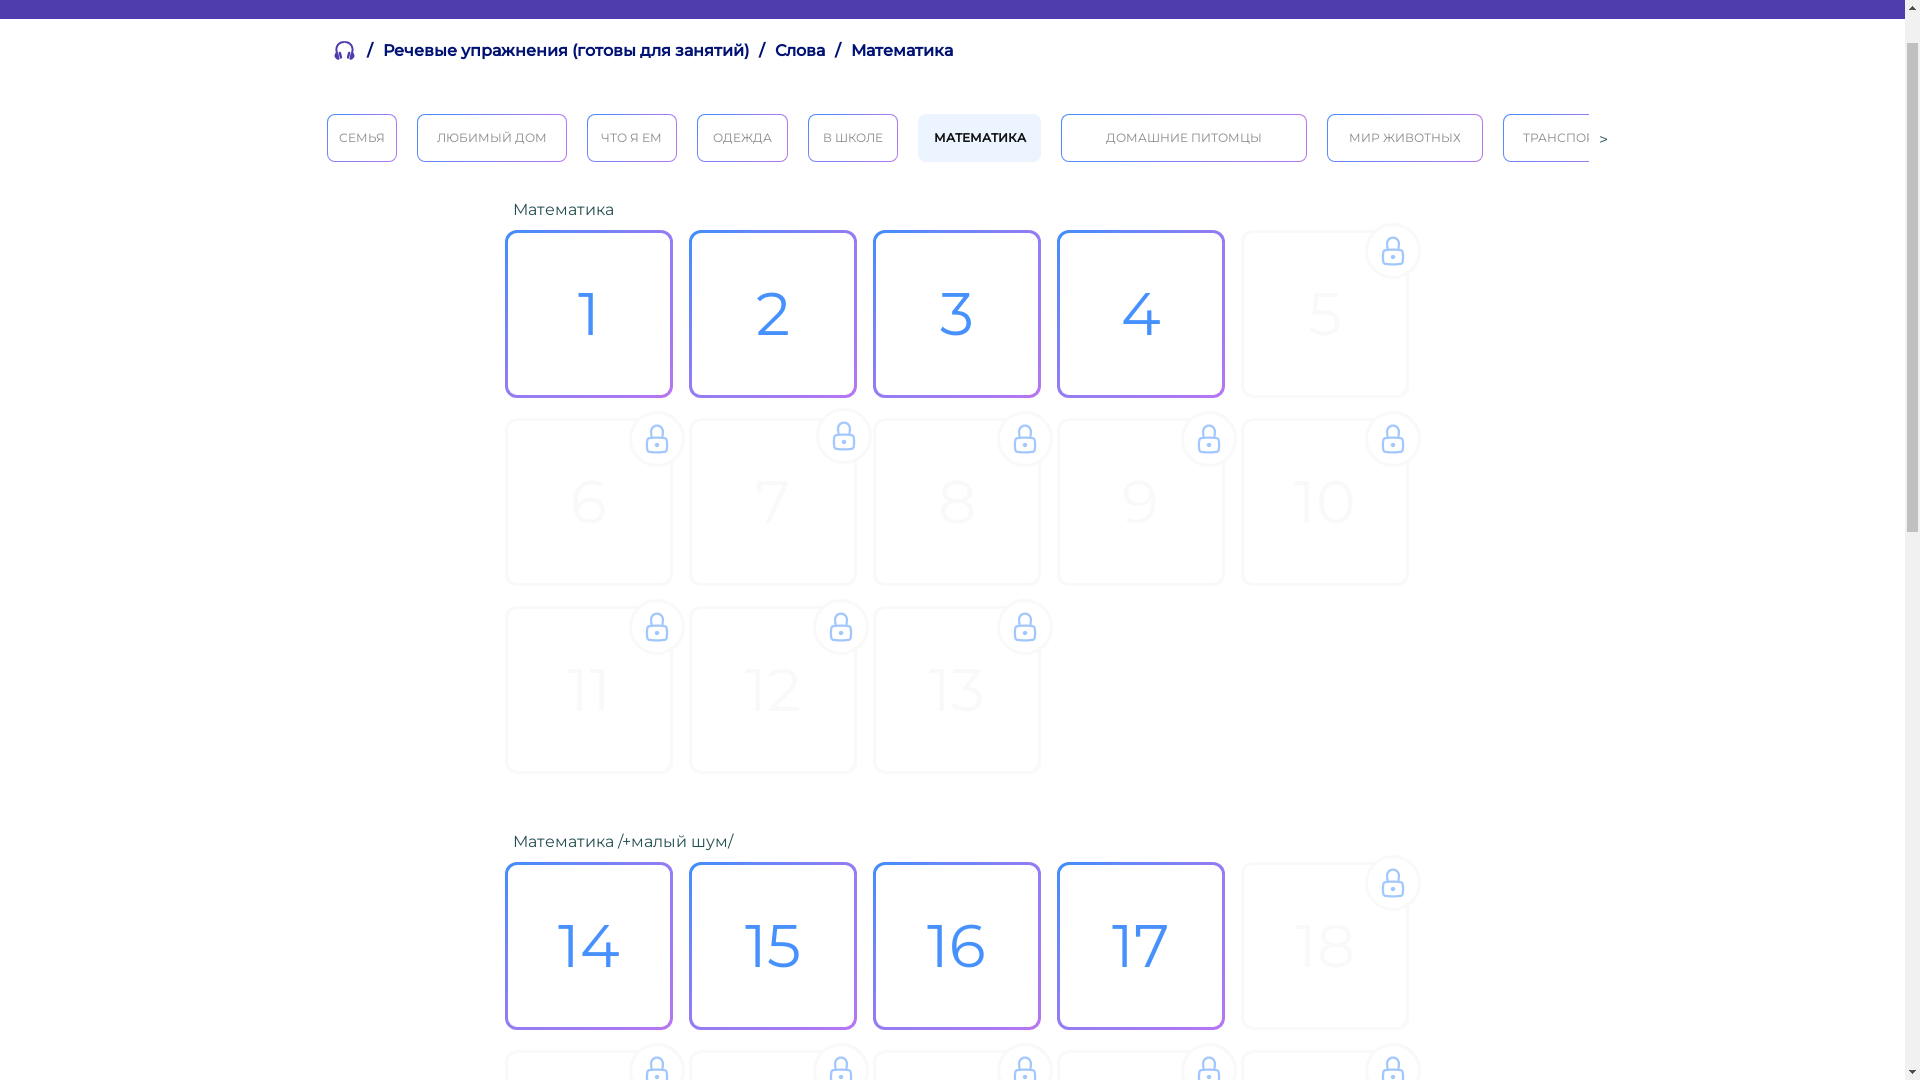 / Речевые упражнения (готовы для занятий) / Слова / Математика
СЕМЬЯ ЛЮБИМЫЙ ДОМ ЧТО Я ЕМ ОДЕЖДА В ШКОЛЕ МАТЕМАТИКА ДОМАШНИЕ ПИТОМЦЫ МИР ЖИВОТНЫХ ТРАНСПОР >
Математика
1 2 3 4 5
6 7 8 9 10
11 12 13
Математика /+малый шум/
14 15 16 17 18